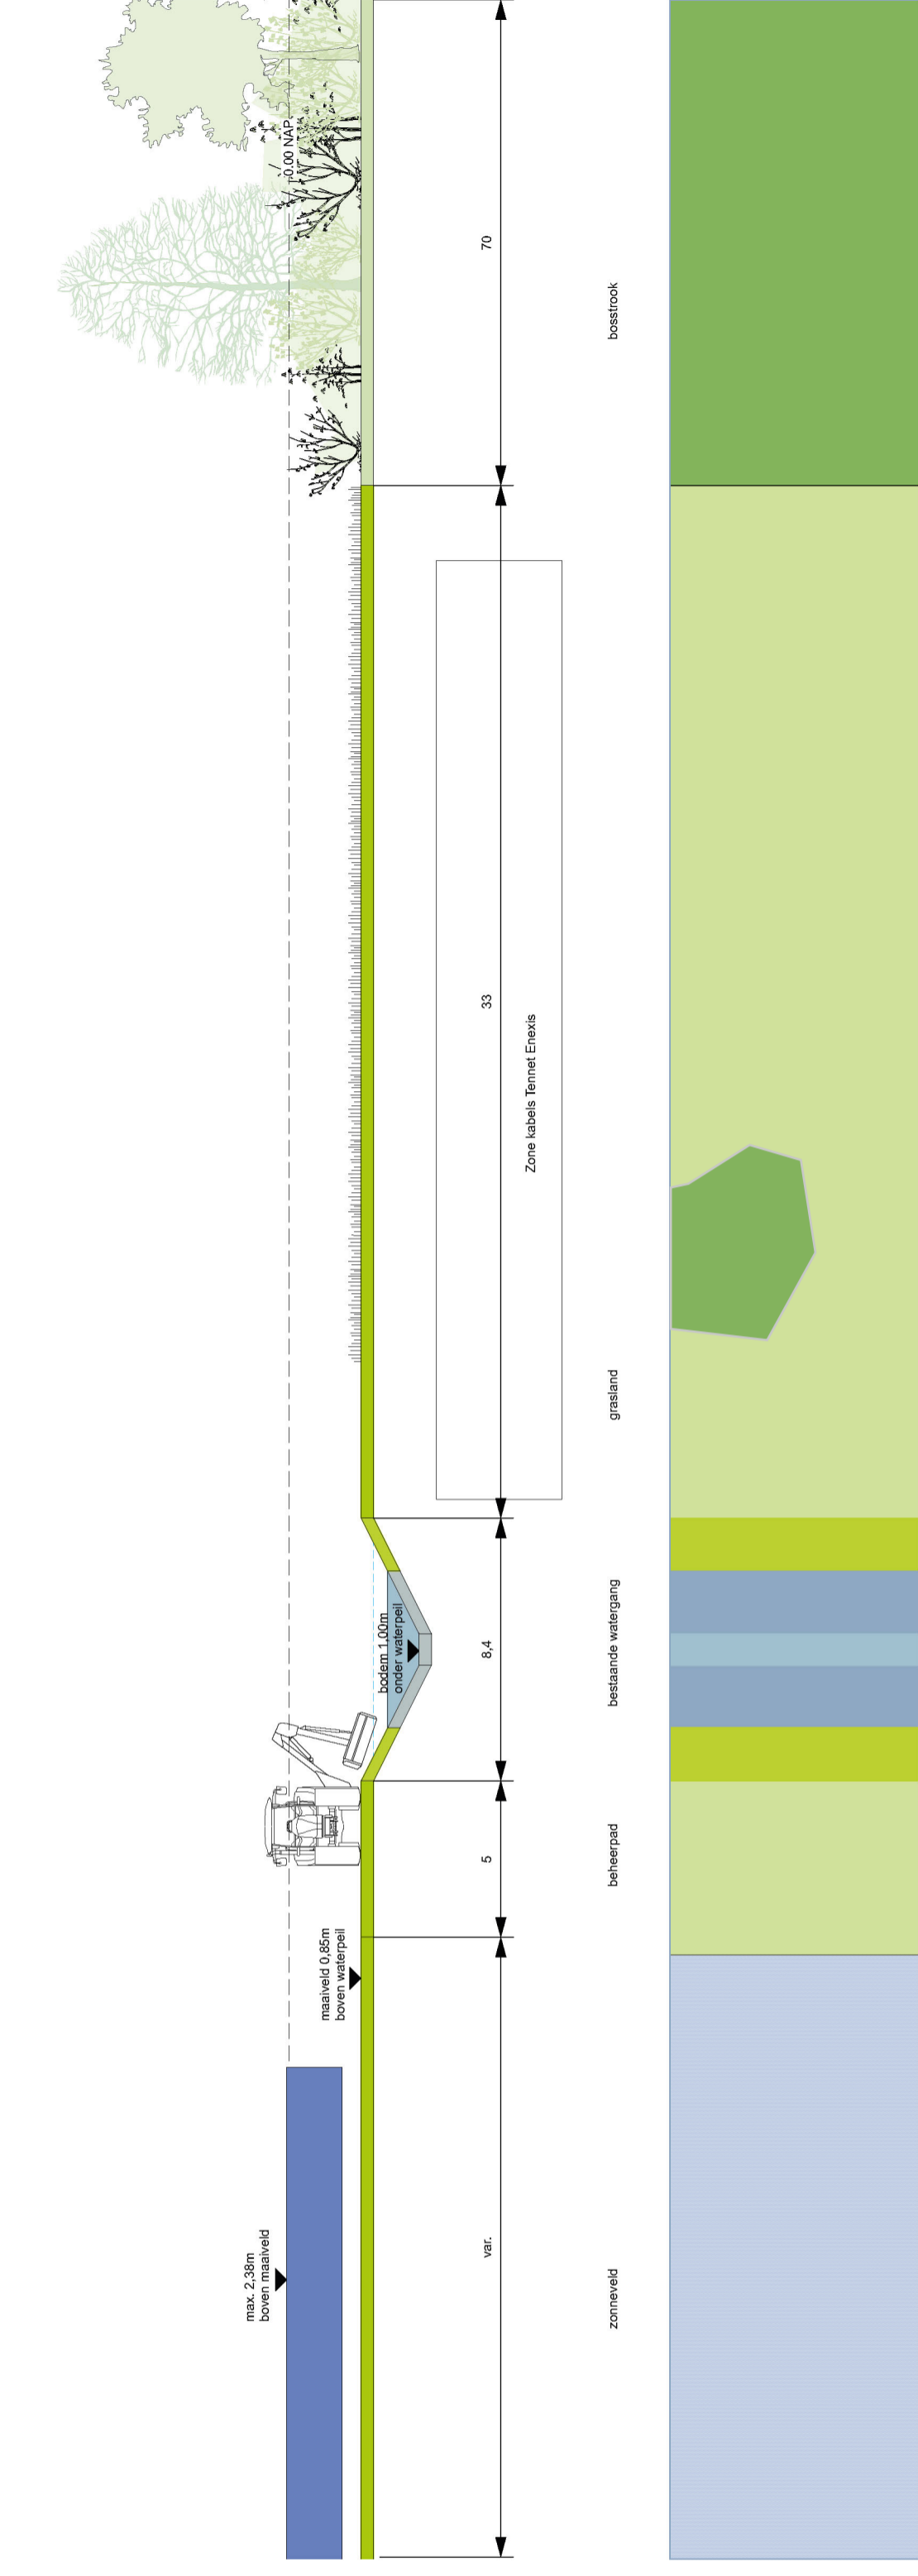 max. 2,38m
boven maaiveld
maaiveld 0,85m
boven waterpeil
bodem 1,00m
onder waterpeil
0.00 NAP
var.
5
8,4
33
70
Zone kabels Tennet Enexis
zonneveld
beheerpad
bestaande watergang
grasland
bosstrook